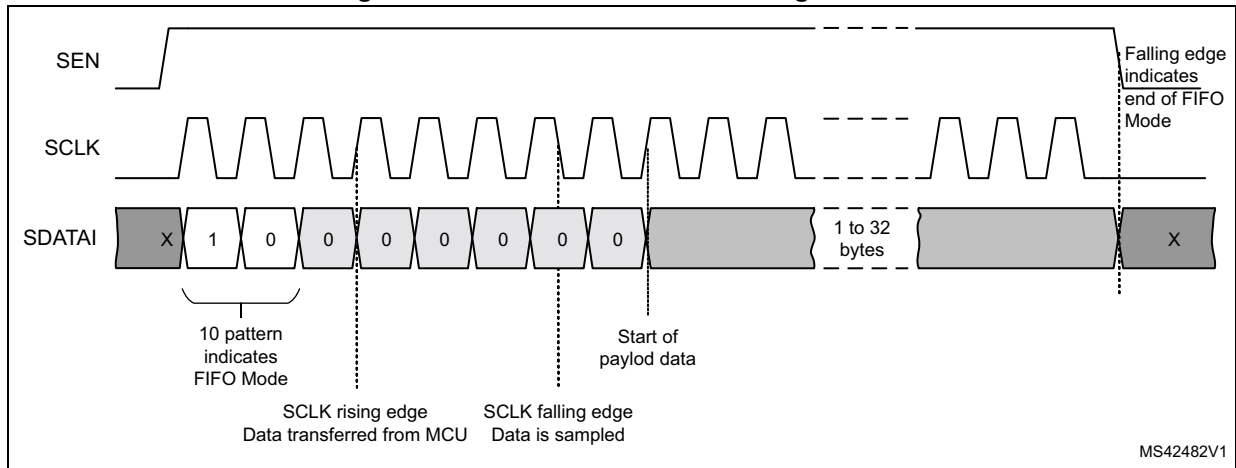 SEN
Falling edge
indicates
end of FIFO
Mode
SCLK
SDATAI
X 1 0 0 0 0 0 0 0
1 to 32
bytes
X
10 pattern
indicates
FIFO Mode
Start of
paylod data
SCLK rising edge
Data transferred from MCU
SCLK falling edge
Data is sampled
MS42482V1